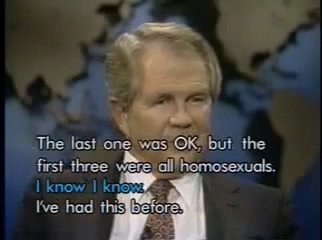 The last one was OK, but the
first three were all homosexuals.
I know I know.
I've had this before.